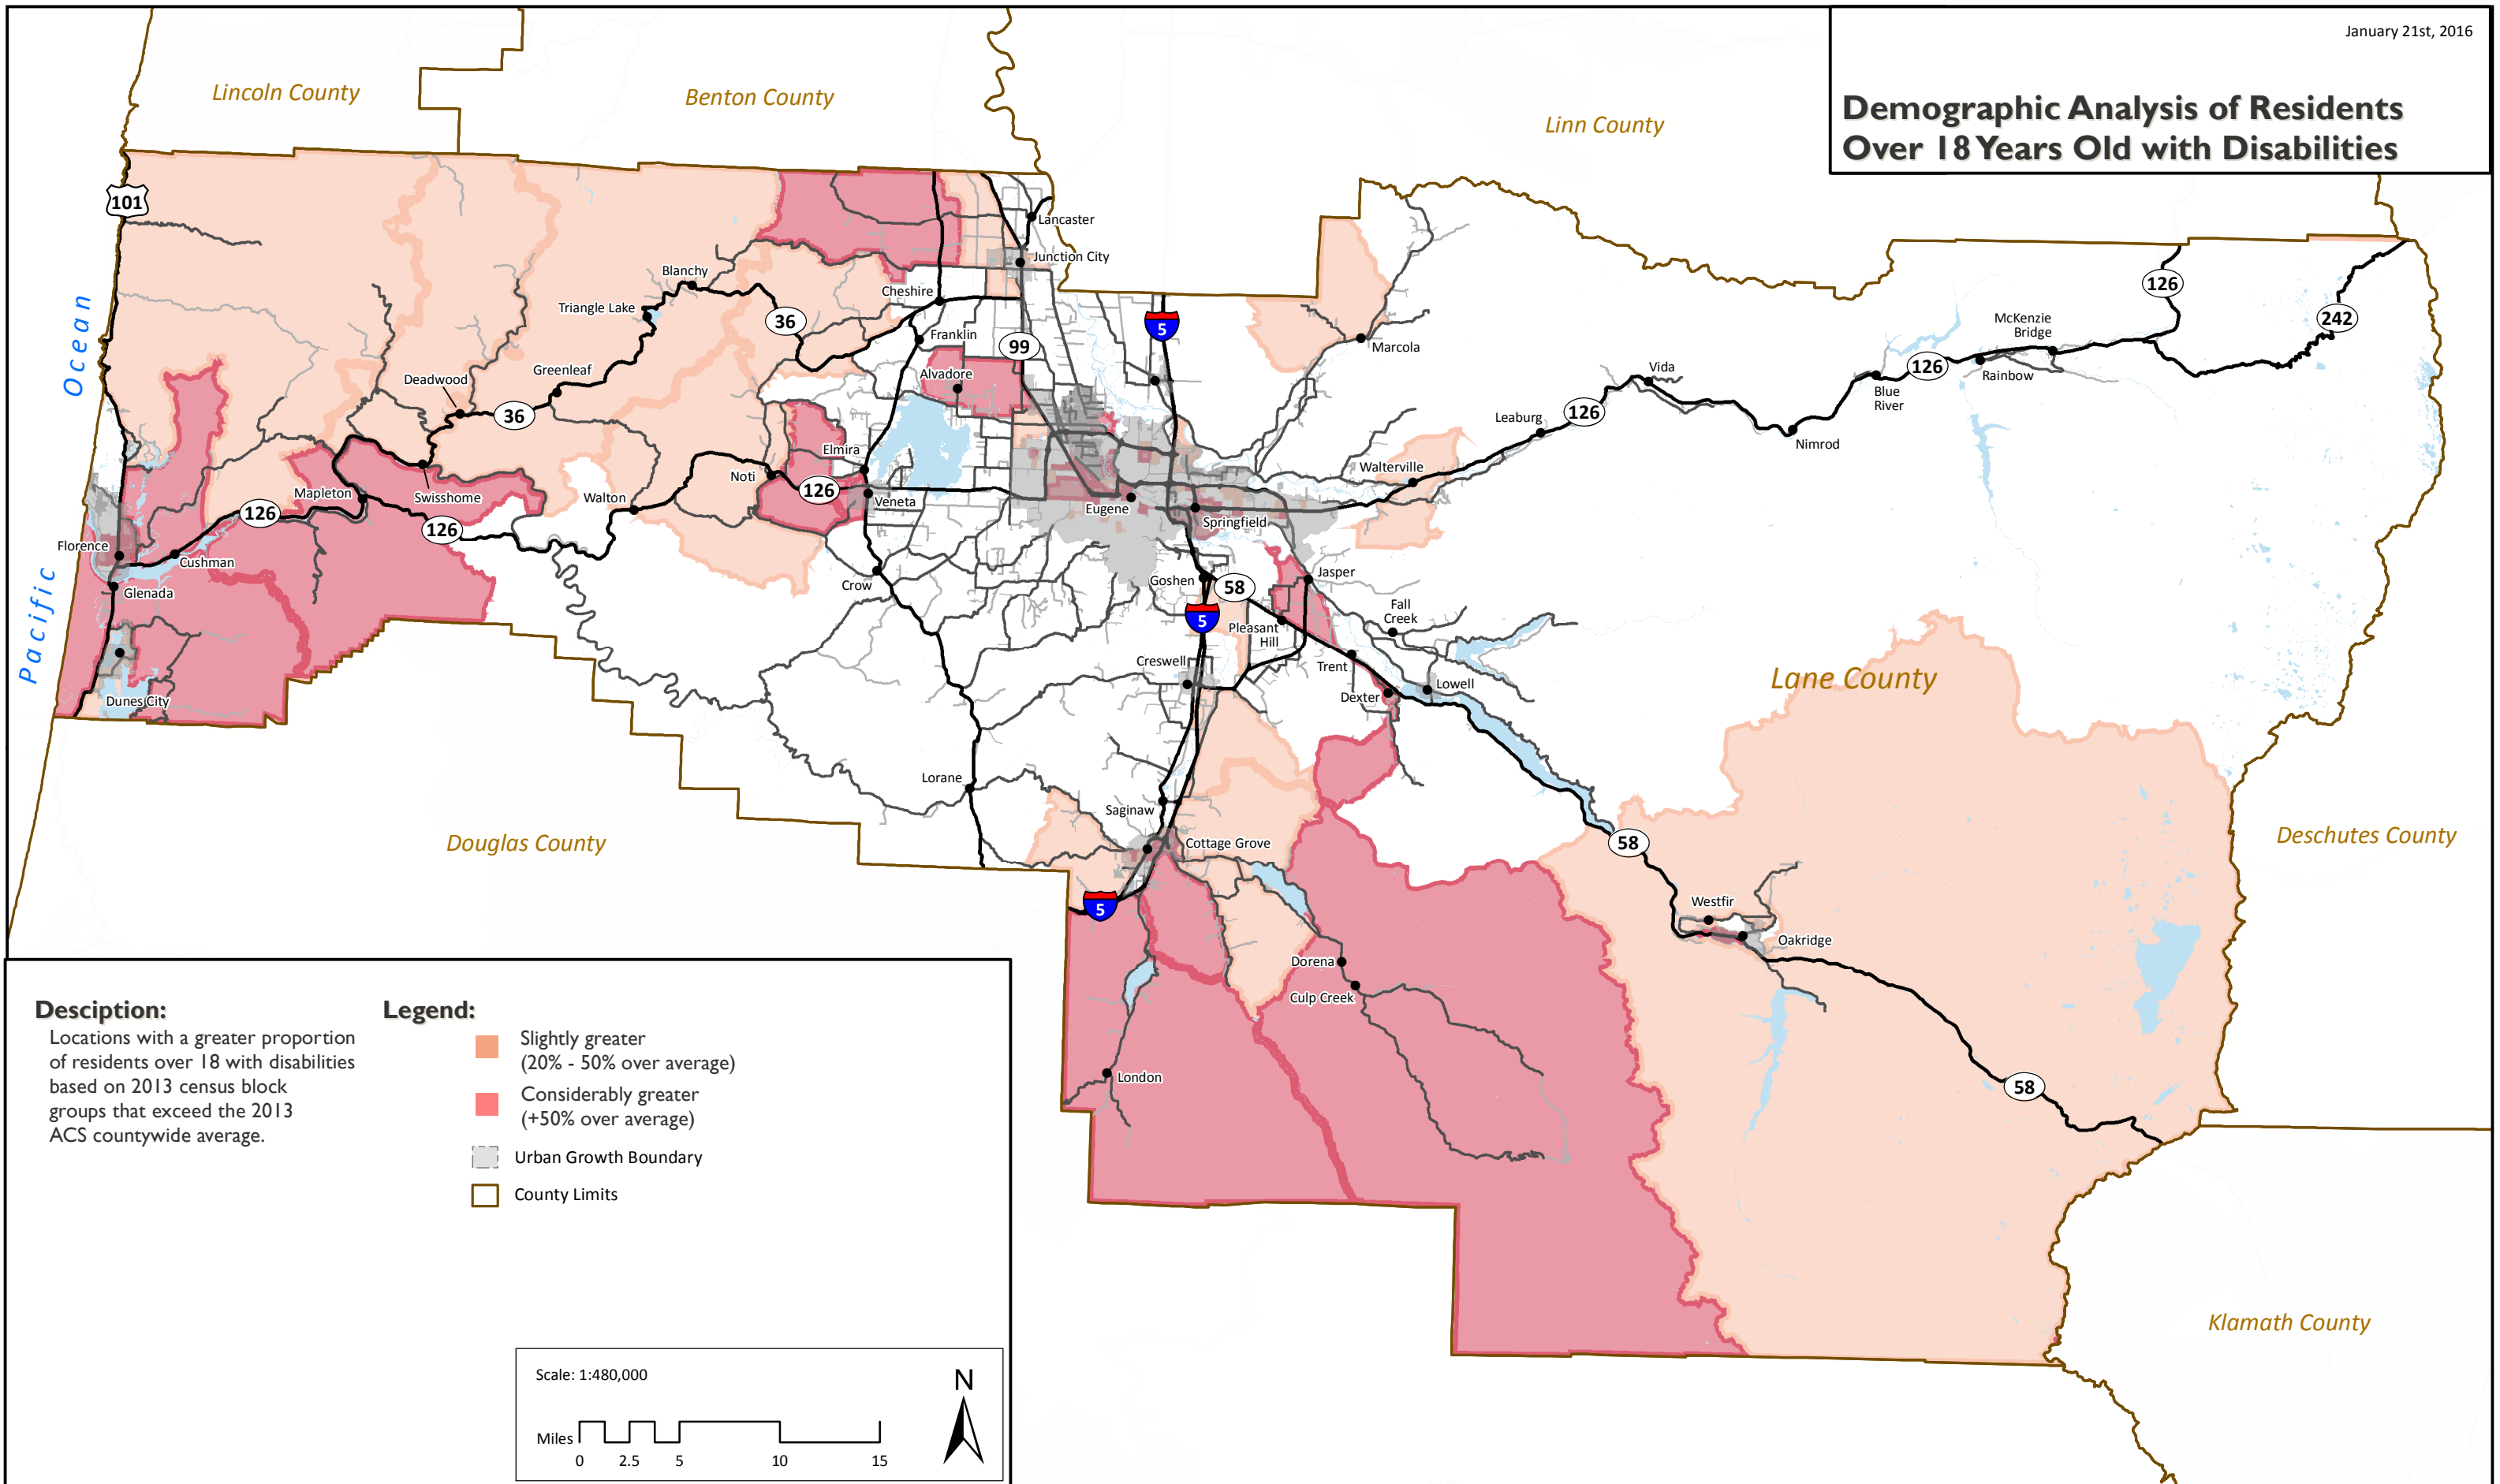 January 21st, 2016
Demographic Analysis of Residents
Over 18 Years Old with Disabilities
Lincoln County
Benton County
Linn County
101
Lancaster
Junction City
Blanchy
Cheshire
Triangle Lake
36
5
Franklin
99
Marcola
126
242
McKenzie
Bridge
Rainbow
126
Vida
Blue
River
Ocean
Deadwood
Greenleaf
36
Alvadore
Leaburg
126
Nimrod
Elmira
Walterville
Noti
126
Veneta
Mapleton
Swisshome
Walton
126
126
Eugene
Springfield
Florence
Cushman
Glenada
Pacific
Crow
Goshen
58
Jasper
5
Fall
Creek
Pleasant
Hill
Trent
Creswell
Lowell
Dexter
Dunes City
Lane County
Lorane
Saginaw
Cottage Grove
Douglas County
58
Deschutes County
5
Westfir
Oakridge
Dorena
Culp Creek
London
58
Klamath County
Desciption:
Locations with a greater proportion
of residents over 18 with disabilities
based on 2013 census block
groups that exceed the 2013
ACS countywide average.
Legend:
Slightly greater
(20% - 50% over average)
Considerably greater
(+50% over average)
Urban Growth Boundary
County Limits
Scale: 1:480,000
N
Miles
0 2.5 5 10 15